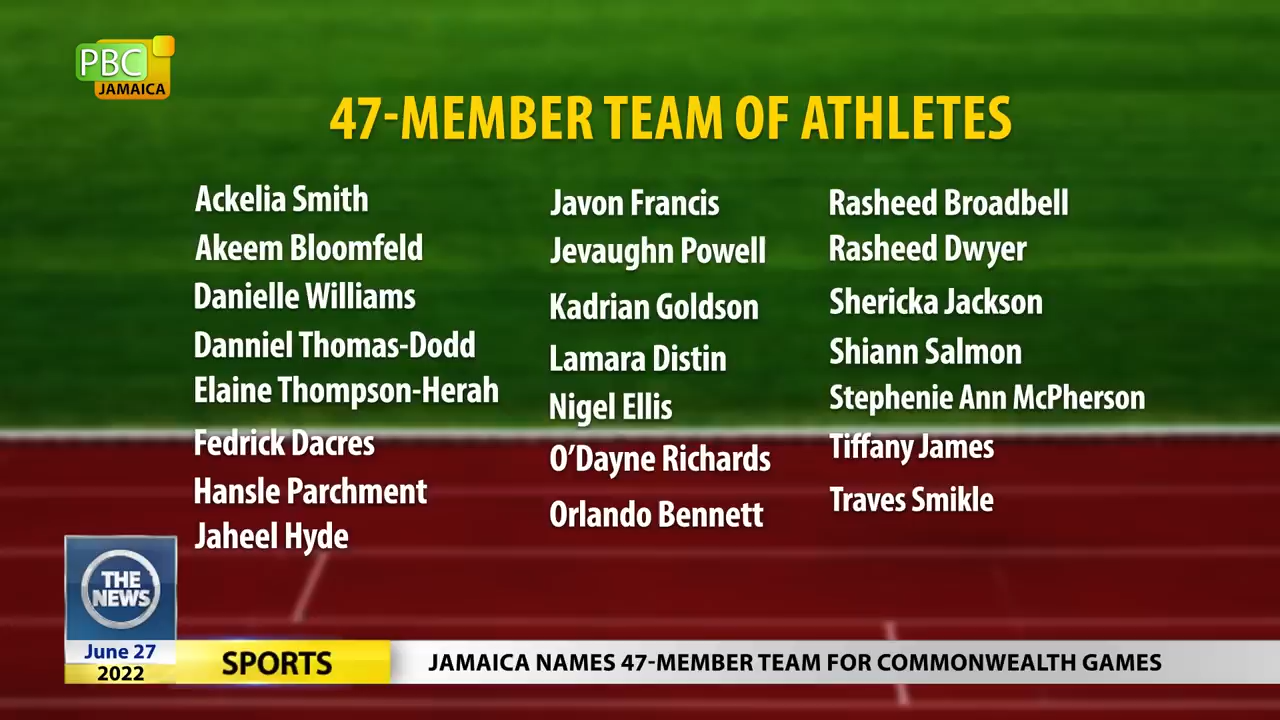 PBC
JAMAICA
47-MEMBER TEAM OF ATHLETES
Ackelia Smith
Akeem Bloomfeld
Danielle Williams
Danniel Thomas-Dodd
Elaine Thompson-Herah
Fedrick Dacres
Hansle Parchment
Jaheel Hyde
Javon Francis
Jevaughn Powell
Kadrian Goldson
Lamara Distin
Nigel Ellis
O’Dayne Richards
Orlando Bennett
Rasheed Broadbell
Rasheed Dwyer
Shericka Jackson
Shiann Salmon
Stephenie Ann McPherson
Tiffany James
Traves Smikle
THE
NEWS
June 27
2022
SPORTS
JAMAICA NAMES 47-MEMBER TEAM FOR COMMONWEALTH GAMES